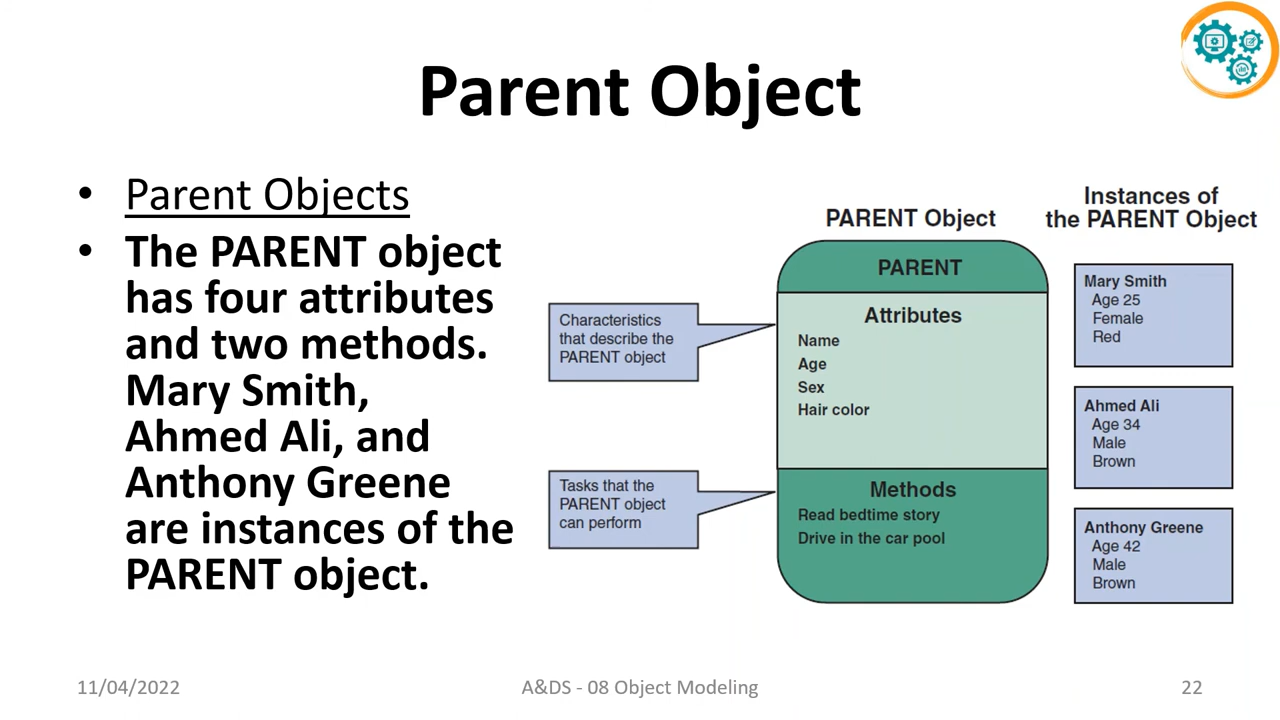 Parent Object
• Parent Objects
• The PARENT object
has four attributes
and two methods.
Mary Smith,
Ahmed Ali, and
Anthony Greene
are instances of the
PARENT object.
Characteristics
that describe the
PARENT object
Tasks that the
PARENT object
can perform
PARENT Object
PARENT
Attributes
Name
Age
Sex
Hair color
Methods
Read bedtime story
Drive in the car pool
Instances of
the PARENT Object
Mary Smith
Age 25
Female
Red
Ahmed Ali
Age 34
Male
Brown
Anthony Greene
Age 42
Male
Brown
11/04/2022
A&DS - 08 Object Modeling
22